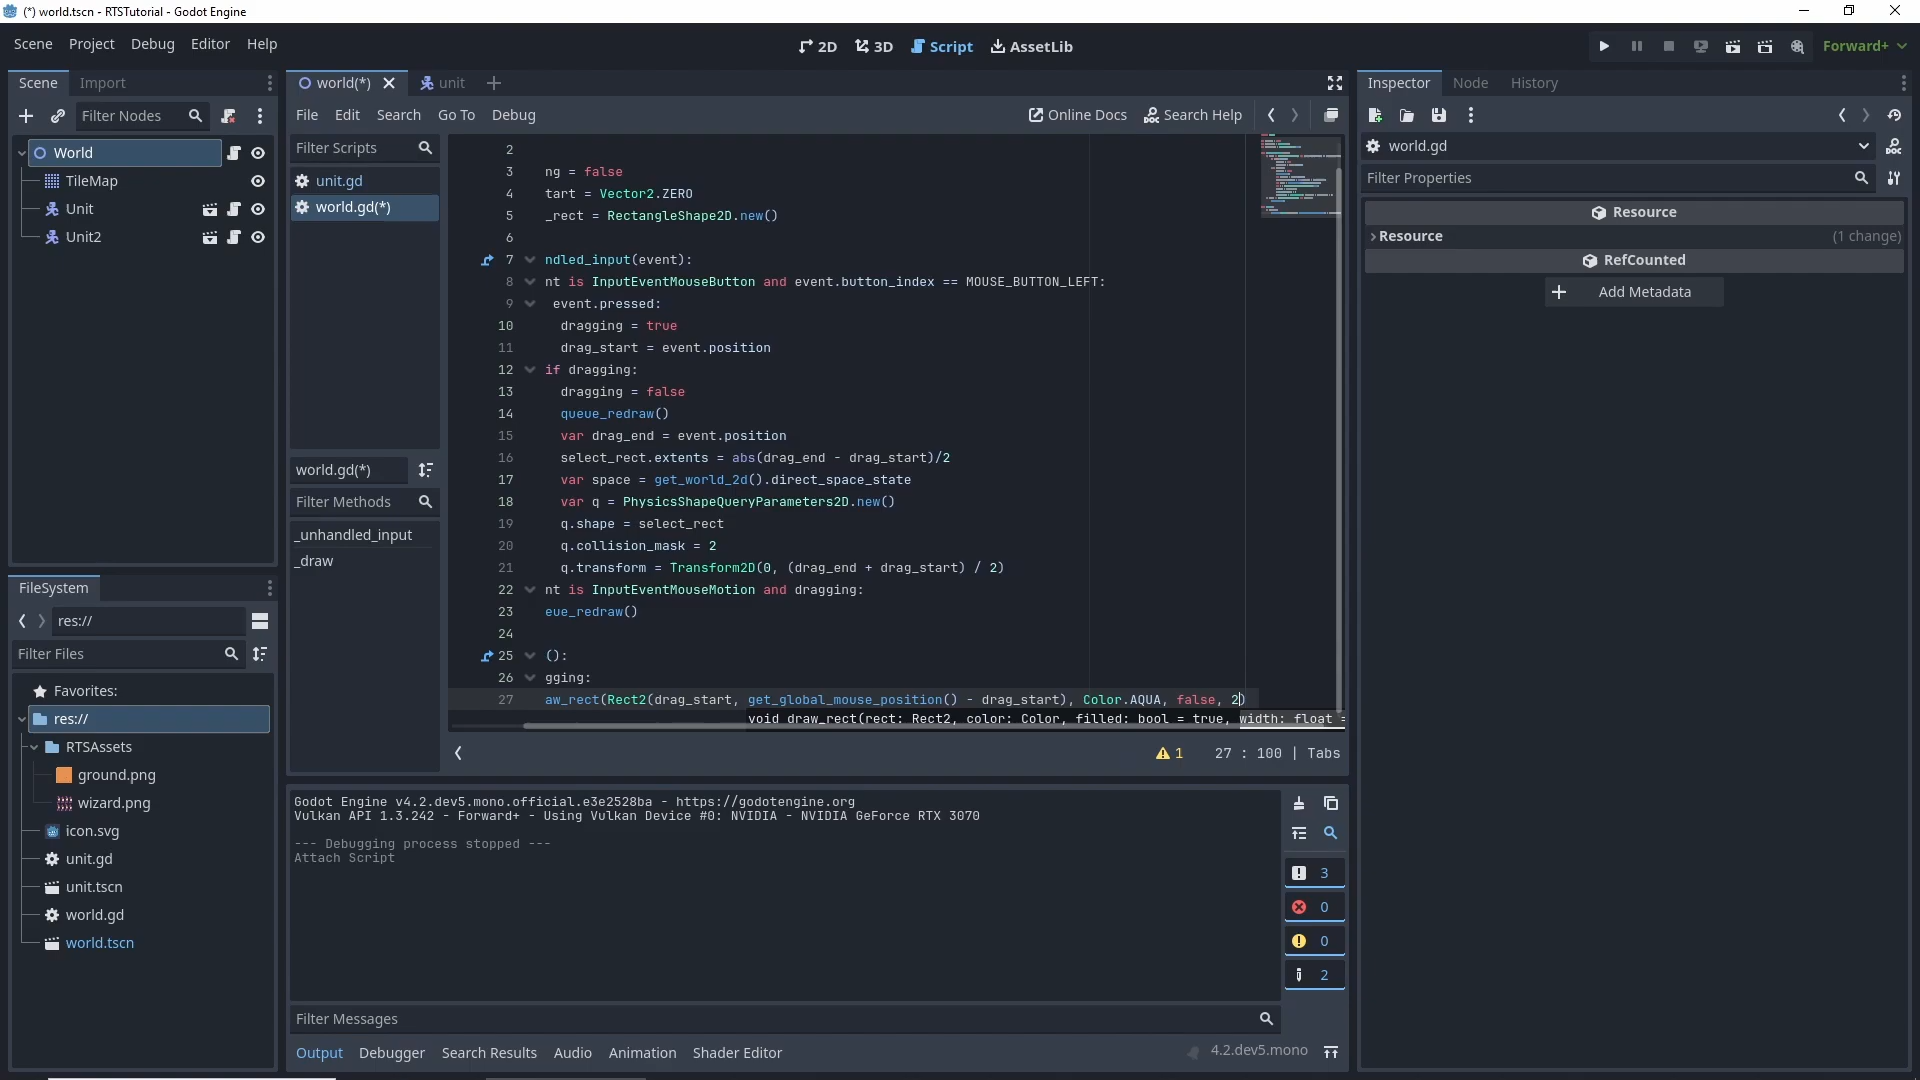 (*) world.tscn - RTSTutorial - Godot Engine
Scene Project Debug Editor Help
2D 3D Script AssetLib
Forward+
Scene Import
Filter Nodes
World
TileMap
Unit
Unit2
FileSystem
res://
Filter Files
Favorites:
res://
RTSAssets
ground.png
wizard.png
icon.svg
unit.gd
unit.tscn
world.gd
world.tscn
world(*) unit
File Edit Search Go To Debug
Online Docs Search Help
Filter Scripts
unit.gd
world.gd(*)
world.gd(*)
Filter Methods
_unhandled_input
_draw
2
3 ng = false
4 tart = Vector2.ZERO
5 _rect = RectangleShape2D.new()
6
7 ndled_input(event):
8 nt is InputEventMouseButton and event.button_index == MOUSE_BUTTON_LEFT:
9 event.pressed:
10 dragging = true
11 drag_start = event.position
12 if dragging:
13 dragging = false
14 queue_redraw()
15 var drag_end = event.position
16 select_rect.extents = abs(drag_end - drag_start)/2
17 var space = get_world_2d().direct_space_state
18 var q = PhysicsShapeQueryParameters2D.new()
19 q.shape = select_rect
20 q.collision_mask = 2
21 q.transform = Transform2D(0, (drag_end + drag_start) / 2)
22 nt is InputEventMouseMotion and dragging:
23 eue_redraw()
24
25 ():
26 gging:
27 aw_rect(Rect2(drag_start, get_global_mouse_position() - drag_start), Color.AQUA, false, 2)
void draw_rect(rect: Rect2, color: Color, filled: bool = true, width: float =
1 27 : 100 | Tabs
Godot Engine v4.2.dev5.mono.official.e3e2528ba - https://godotengine.org
Vulkan API 1.3.242 - Forward+ - Using Vulkan Device #0: NVIDIA - NVIDIA GeForce RTX 3070
--- Debugging process stopped ---
Attach Script
3
0
0
2
Filter Messages
Output Debugger Search Results Audio Animation Shader Editor
4.2.dev5.mono
Inspector Node History
world.gd
Filter Properties
Resource
Resource (1 change)
RefCounted
Add Metadata